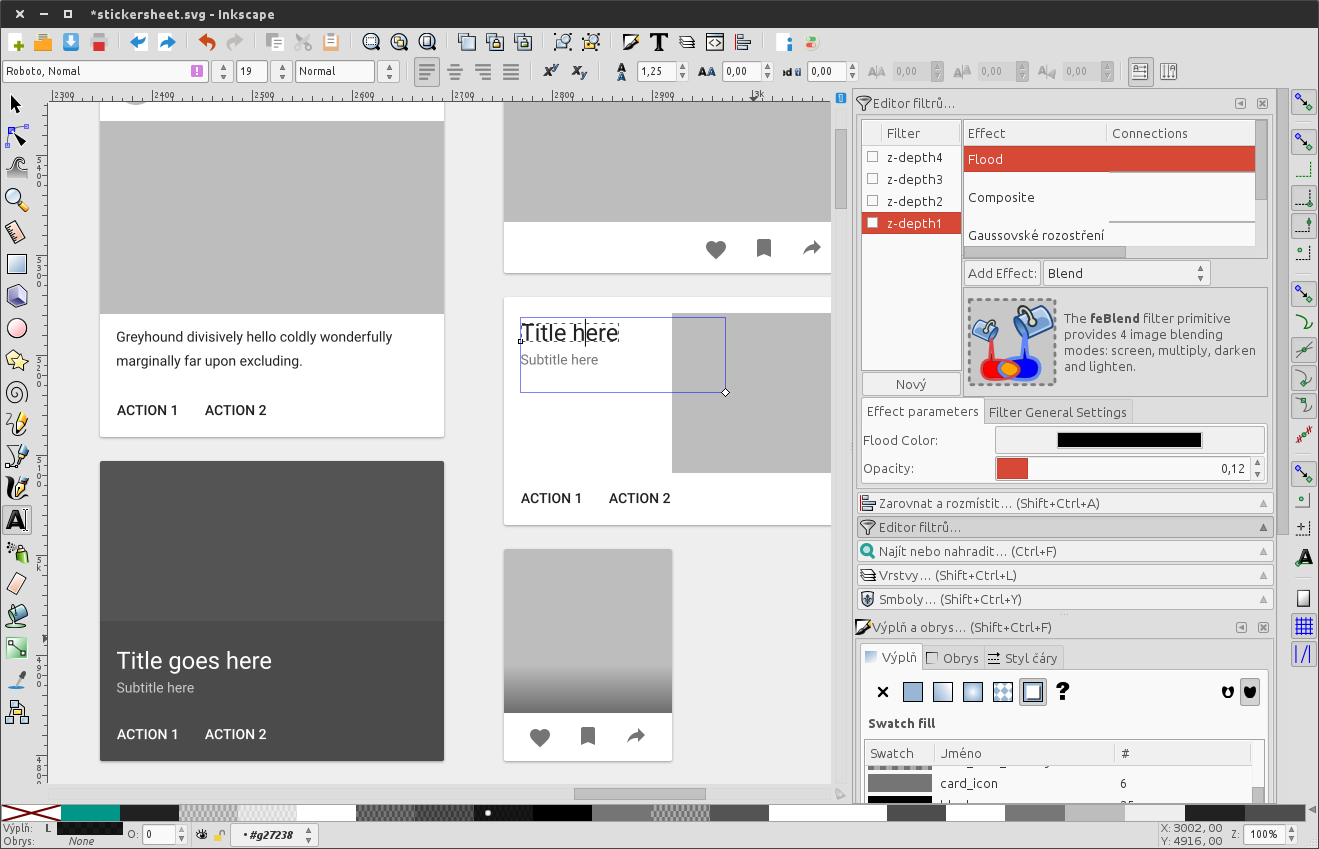 *stickersheet.svg - Inkscape
Roboto, Nomal
19
Normal
1,25
0,00
0,00
0,00
0,00
0,00
2300
2400
2500
2600
2700
2800
2900
3k
5400
5300
5200
5100
5k
4900
4800
Greyhound divisively hello coldly wonderfully
marginally far upon excluding.
ACTION 1 ACTION 2
Title goes here
Subtitle here
ACTION 1 ACTION 2
Title here
Subtitle here
ACTION 1 ACTION 2
Editor filtrů...
Filter
z-depth4
z-depth3
z-depth2
z-depth1
Nový
Effect Connections
Flood
Composite
Gaussovské rozostření
Add Effect: Blend
The feBlend filter primitive
provides 4 image blending
modes: screen, multiply, darken
and lighten.
Effect parameters Filter General Settings
Flood Color:
Opacity: 0,12
Zarovnat a rozmístit... (Shift+Ctrl+A)
Editor filtrů...
Najít nebo nahradit... (Ctrl+F)
Vrstvy... (Shift+Ctrl+L)
Smboly... (Shift+Ctrl+Y)
Výplň a obrys... (Shift+Ctrl+F)
Výplň Obrys Styl čáry
Swatch fill
Swatch Jméno #
card_icon 6
Výplň: L
Obrys: None
O: 0
#g27238
X: 3002,00
Y: 4916,00
Z: 100%